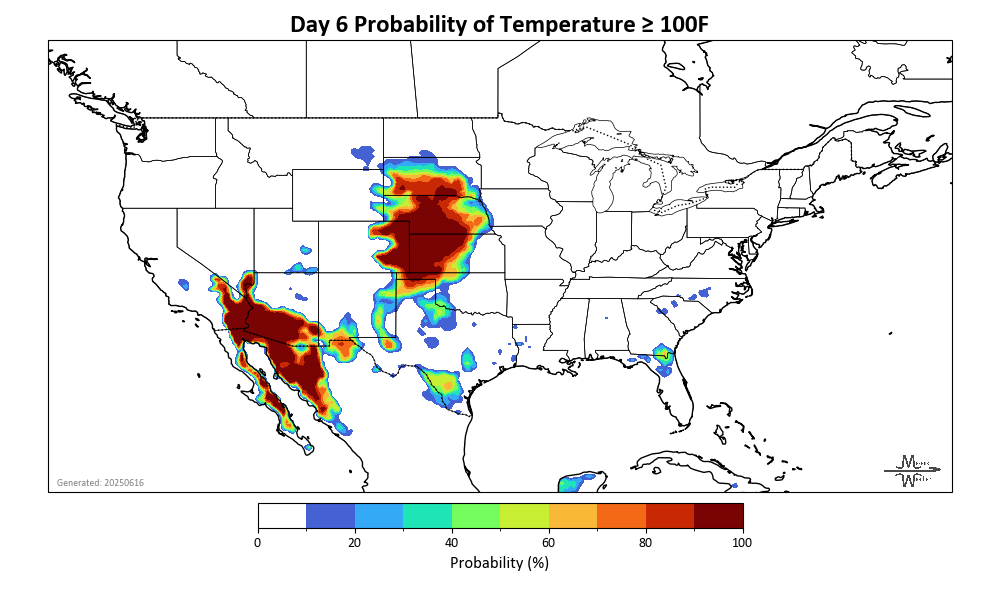 Day 6 Probability of Temperature ≥ 100F
Generated: 20250616
0 20 40 60 80 100
Probability (%)